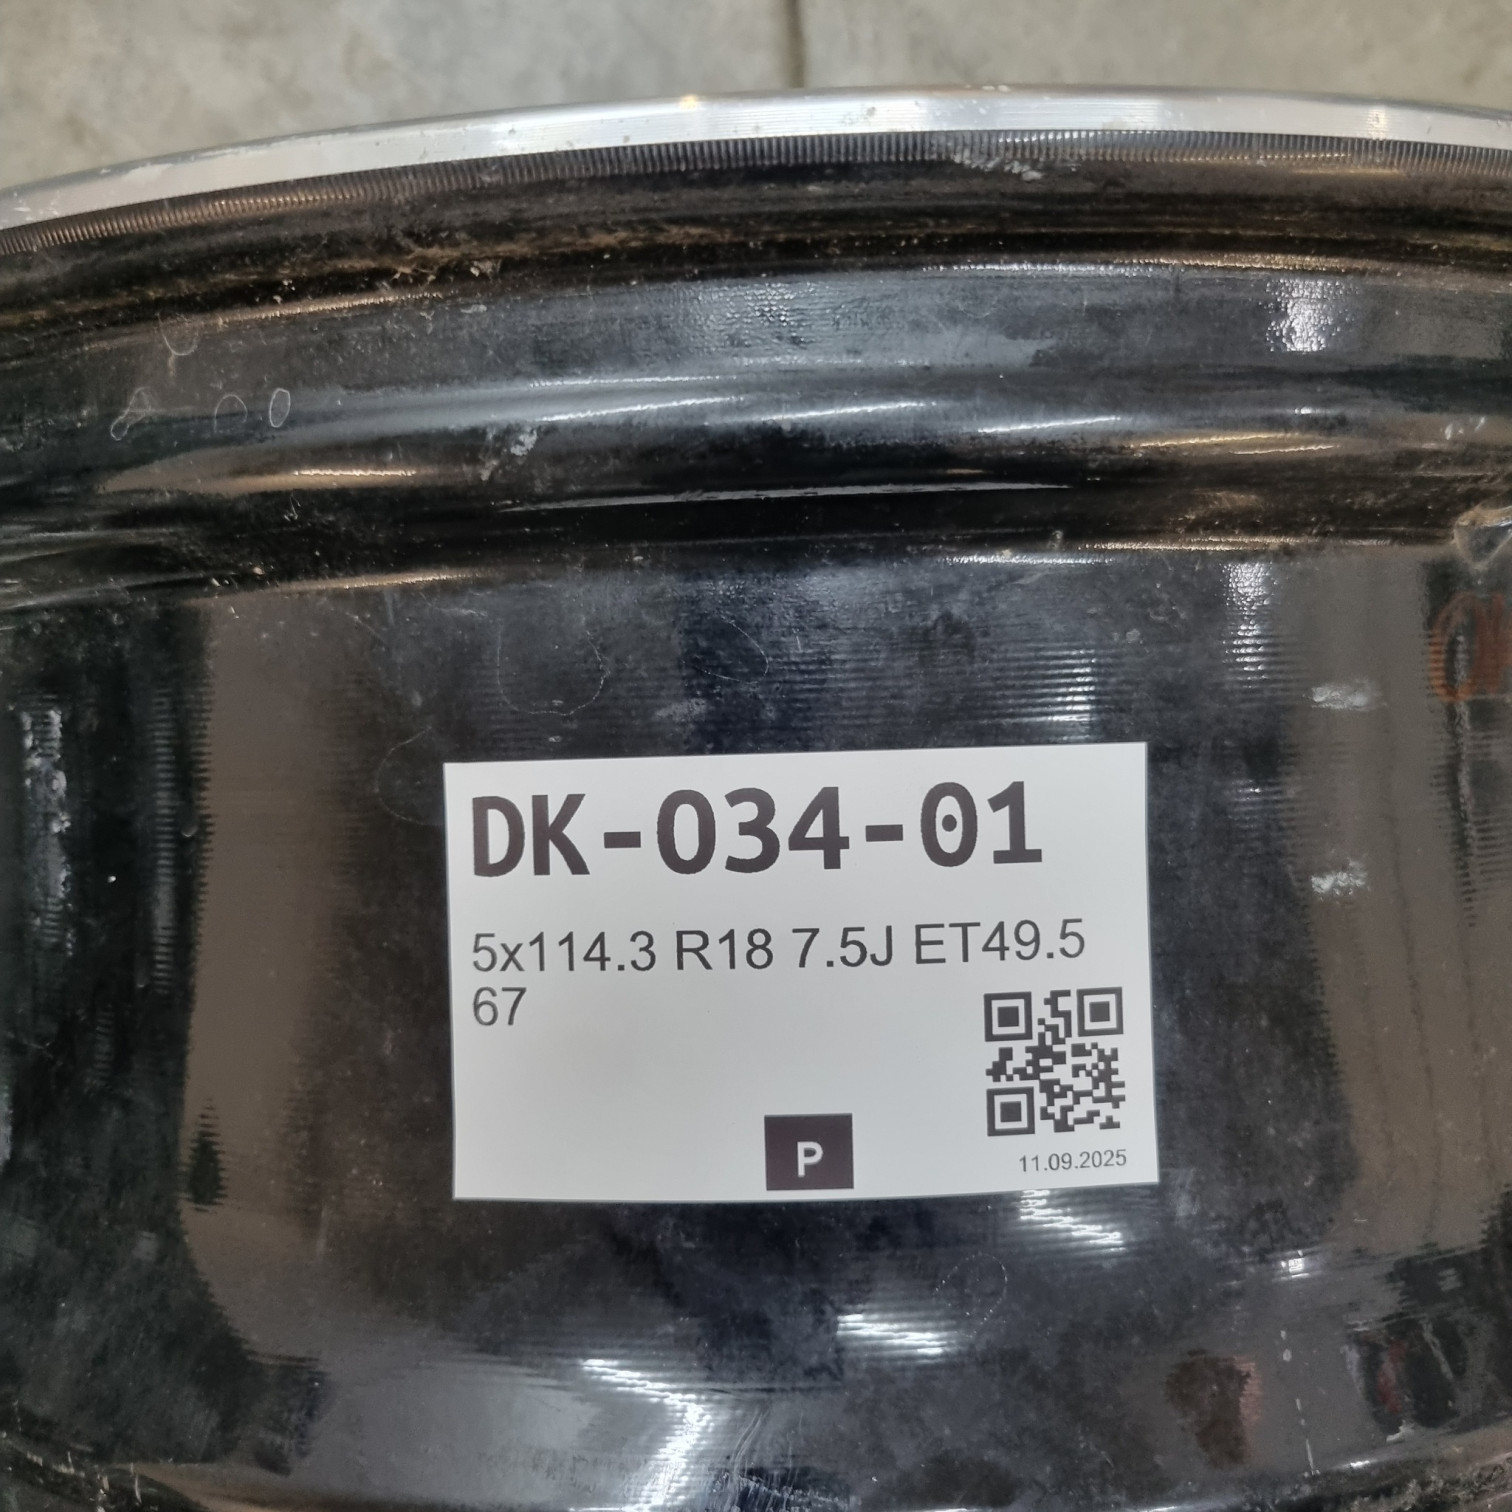 DK-034-01
5x114.3 R18 7.5J ET49.5
67
P
11.09.2025